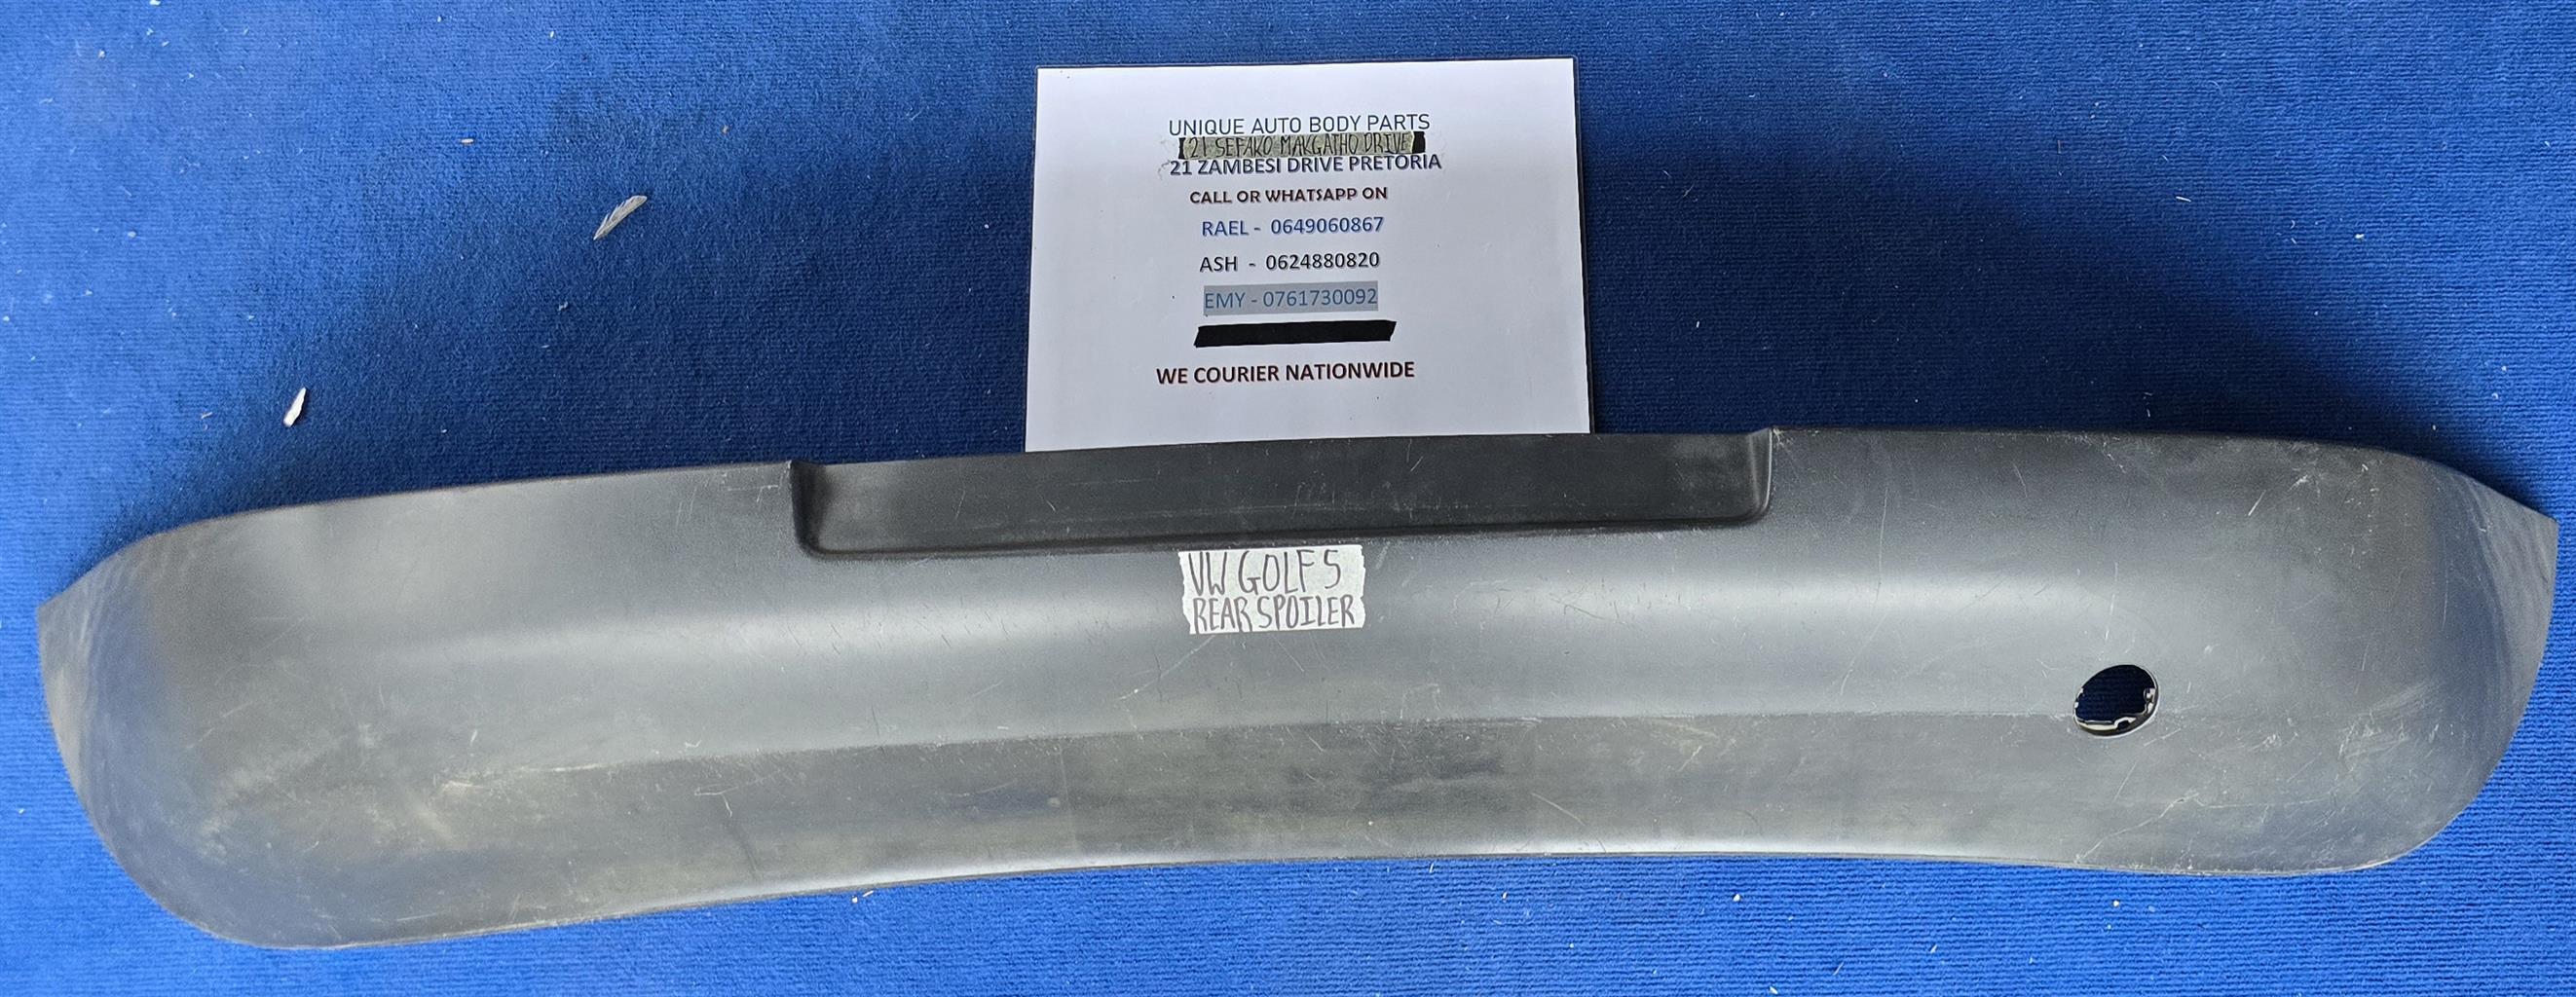 UNIQUE AUTO BODY PARTS
21 SEFAKO MAKGATHO DRIVE
21 ZAMBESI DRIVE PRETORIA
CALL OR WHATSAPP ON
RAEL - 0649060867
ASH - 0624880820
EMY - 0761730092
WE COURIER NATIONWIDE
VW GOLF 5
REAR SPOILER